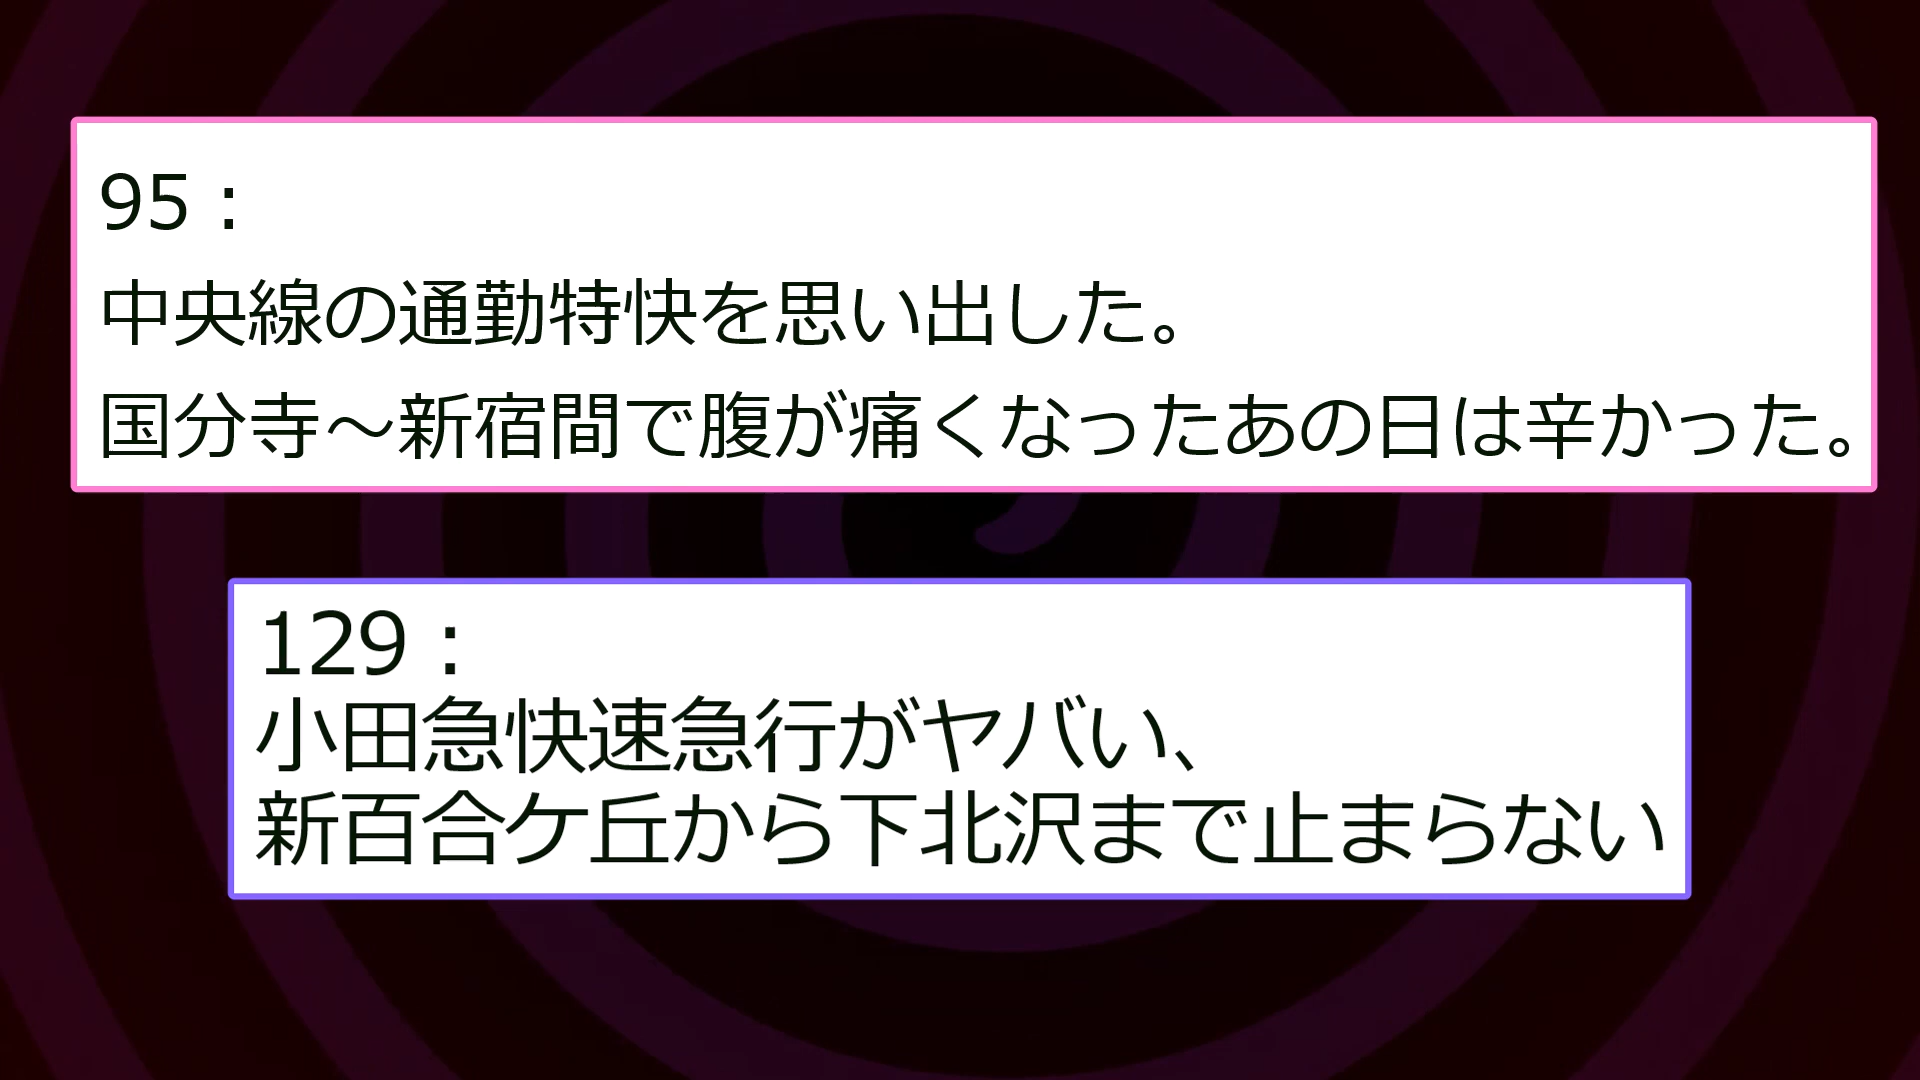 95：
中央線の通勤特快を思い出した。
国分寺～新宿間で腹が痛くなったあの日は辛かった。
129：
小田急快速急行がヤバい、
新百合ケ丘から下北沢まで止まらない